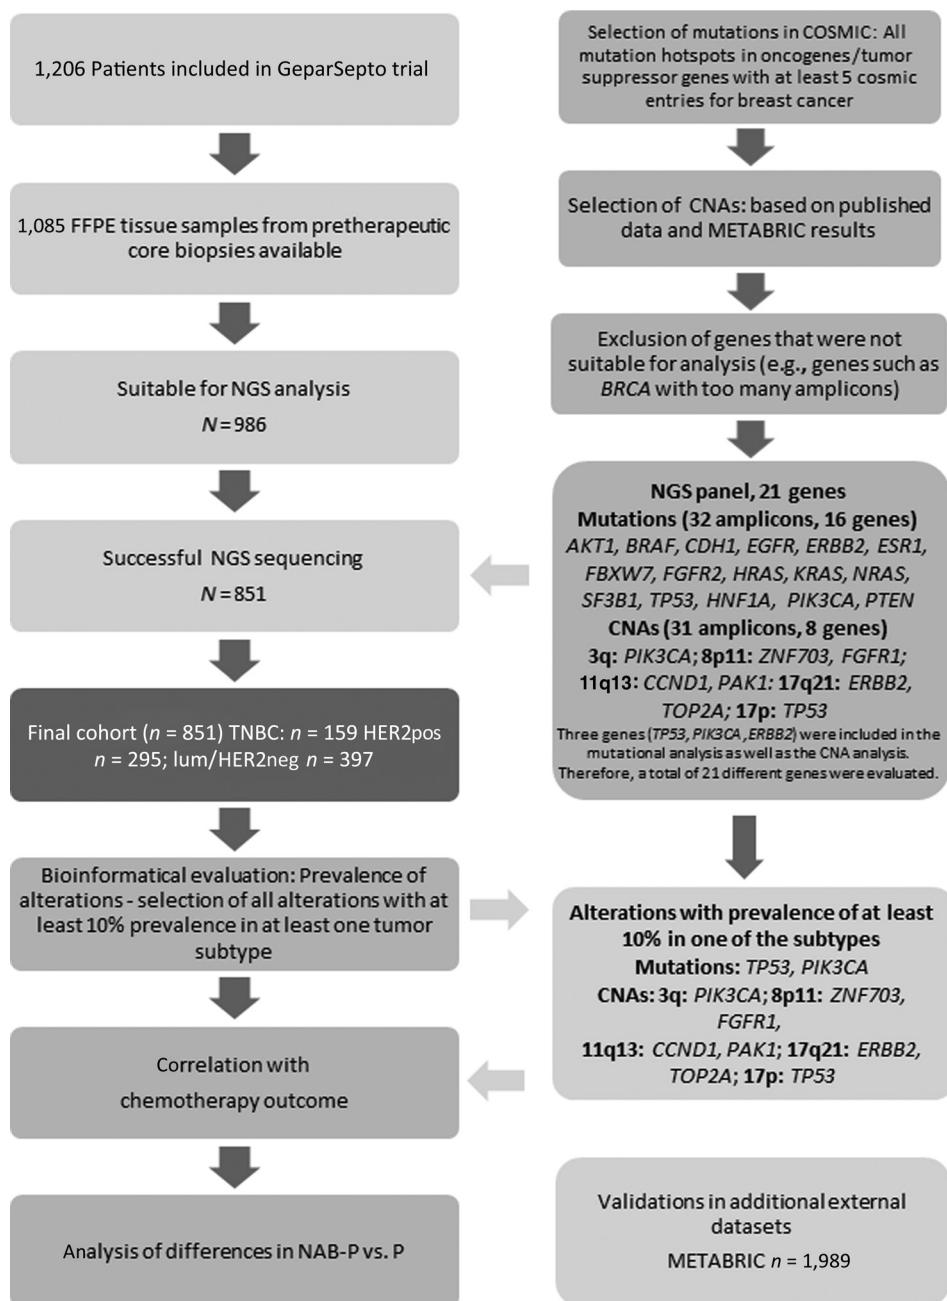 1,206 Patients included in GeparSepto trial
1,085 FFPE tissue samples from pretherapeutic
core biopsies available
Suitable for NGS analysis
N = 986
Successful NGS sequencing
N = 851
Final cohort (n = 851) TNBC: n = 159 HER2pos
n = 295; lum/HER2neg n = 397
Bioinformatical evaluation: Prevalence of
alterations - selection of all alterations with at
least 10% prevalence in at least one tumor
subtype
Correlation with
chemotherapy outcome
Analysis of differences in NAB-P vs. P
Selection of mutations in COSMIC: All
mutation hotspots in oncogenes/tumor
suppressor genes with at least 5 cosmic
entries for breast cancer
Selection of CNAs: based on published
data and METABRIC results
Exclusion of genes that were not
suitable for analysis (e.g., genes such as
BRCA with too many amplicons)
NGS panel, 21 genes
Mutations (32 amplicons, 16 genes)
AKT1, BRAF, CDH1, EGFR, ERBB2, ESR1,
FBXW7, FGFR2, HRAS, KRAS, NRAS,
SF3B1, TP53, HNF1A, PIK3CA, PTEN
CNAs (31 amplicons, 8 genes)
3q: PIK3CA; 8p11: ZNF703, FGFR1;
11q13: CCND1, PAK1: 17q21: ERBB2,
TOP2A; 17p: TP53
Three genes (TP53, PIK3CA, ERBB2) were included in the
mutational analysis as well as the CNA analysis.
Therefore, a total of 21 different genes were evaluated.
Alterations with prevalence of at least
10% in one of the subtypes
Mutations: TP53, PIK3CA
CNAs: 3q: PIK3CA; 8p11: ZNF703,
FGFR1,
11q13: CCND1, PAK1; 17q21: ERBB2,
TOP2A; 17p: TP53
Validations in additional external
datasets
METABRIC n = 1,989